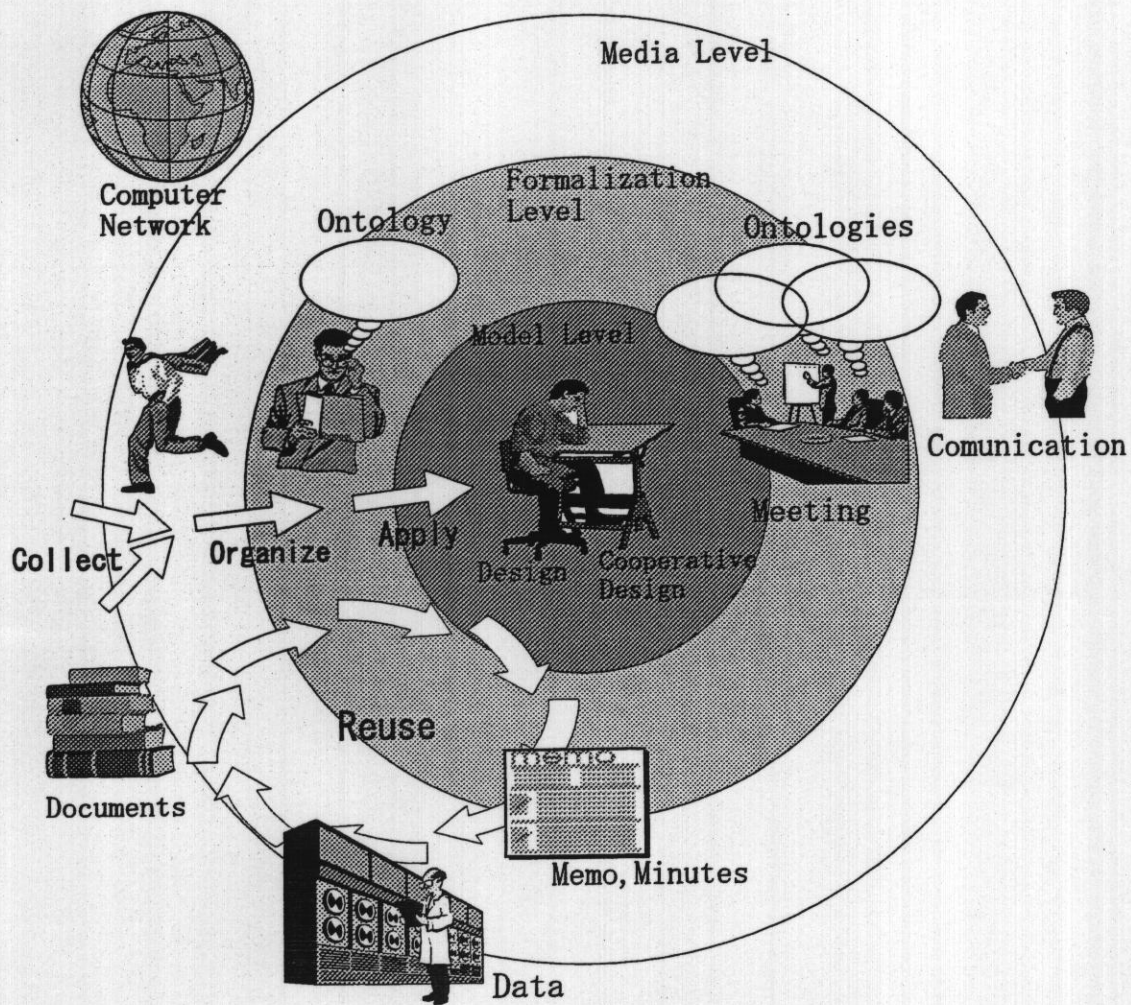 Media Level
Computer
Network
Formalization
Level
Ontology
Ontologies
Model Level
Comunication
Meeting
Collect
Organize
Apply
Design
Cooperative
Design
Reuse
memo
Documents
Memo, Minutes
Data